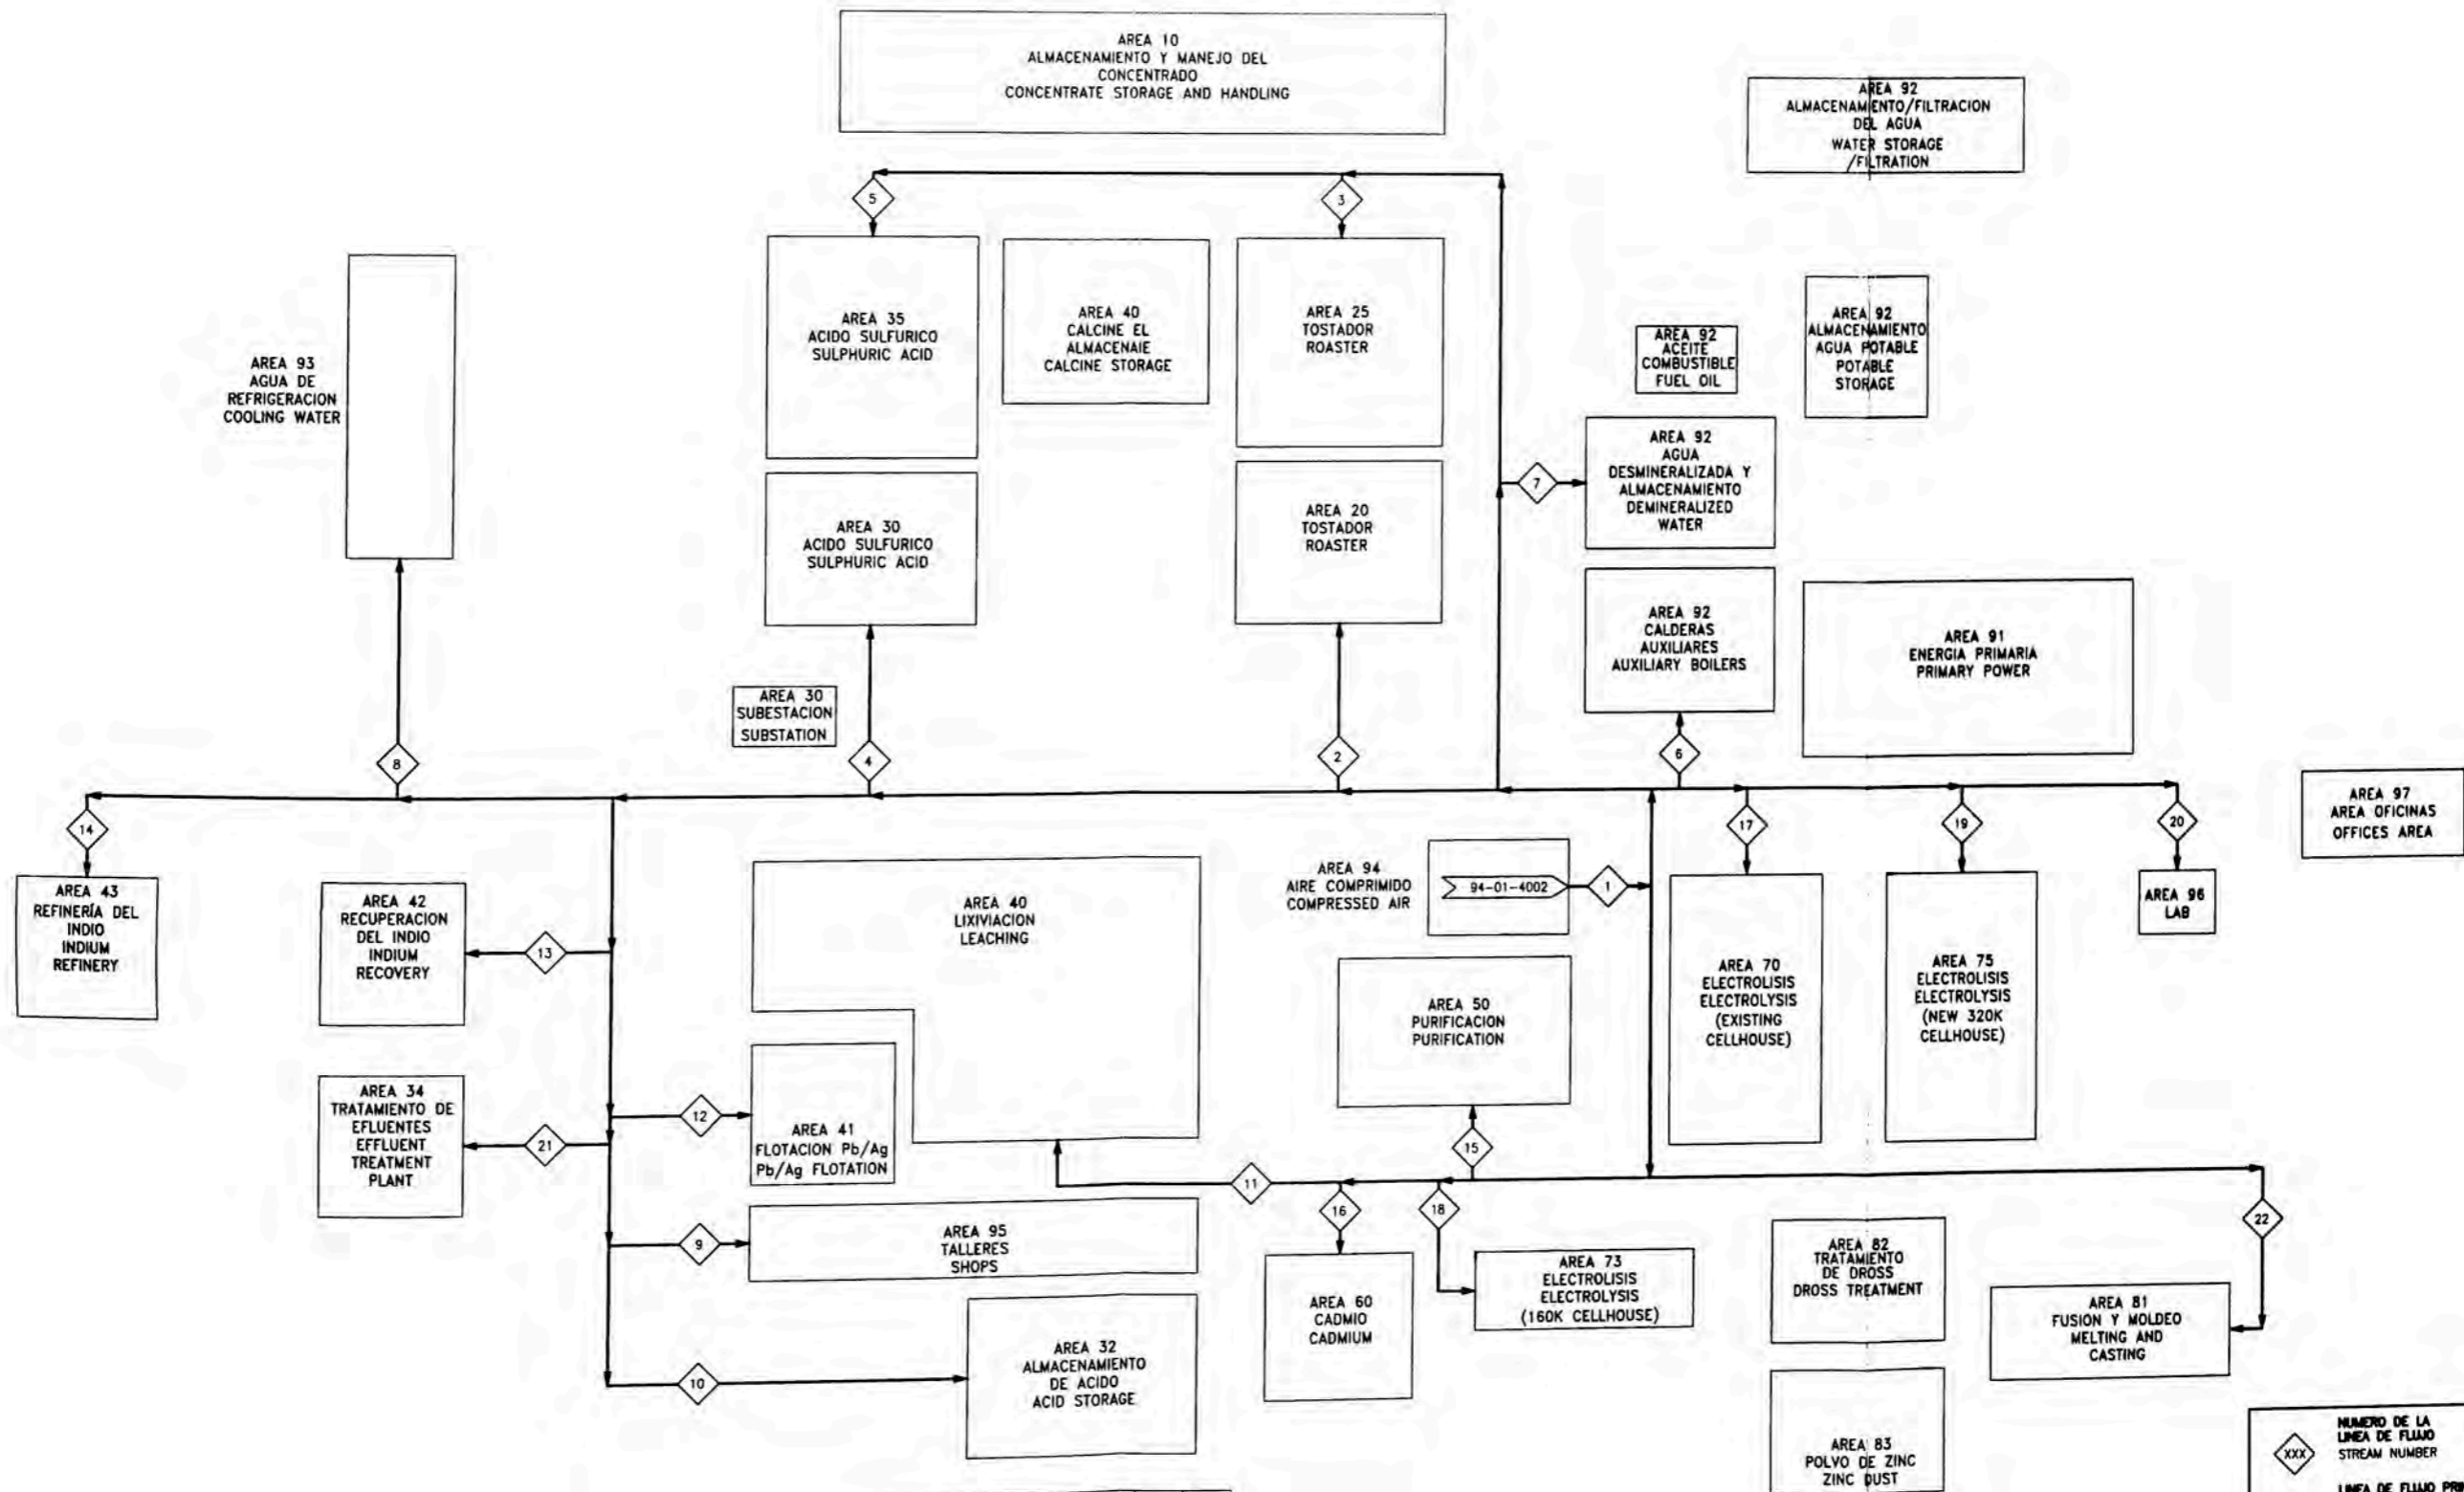 AREA 10
ALMACENAMIENTO Y MANEJO DEL
CONCENTRADO
CONCENTRATE STORAGE AND HANDLING
AREA 92
ALMACENAMIENTO/FILTRACION
DEL AGUA
WATER STORAGE
/FILTRATION
5
3
AREA 93
AGUA DE
REFRIGERACION
COOLING WATER
AREA 35
ACIDO SULFURICO
SULPHURIC ACID
AREA 40
CALCINE EL
ALMACENAIE
CALCINE STORAGE
AREA 25
TOSTADOR
ROASTER
AREA 92
ACEITE
COMBUSTIBLE
FUEL OIL
AREA 92
ALMACENAMIENTO
AGUA POTABLE
POTABLE
STORAGE
7
AREA 92
AGUA
DESMINERALIZADA Y
ALMACENAMIENTO
DEMINERALIZED
WATER
AREA 30
ACIDO SULFURICO
SULPHURIC ACID
AREA 20
TOSTADOR
ROASTER
AREA 92
CALDERAS
AUXILIARES
AUXILIARY BOILERS
AREA 91
ENERGIA PRIMARIA
PRIMARY POWER
AREA 30
SUBESTACION
SUBSTATION
8
4
2
6
AREA 97
AREA OFICINAS
OFFICES AREA
14
17
19
20
AREA 43
REFINERÍA DEL
INDIO
INDIUM
REFINERY
AREA 42
RECUPERACION
DEL INDIO
INDIUM
RECOVERY
13
AREA 40
LIXIVIACION
LEACHING
AREA 94
AIRE COMPRIMIDO
COMPRESSED AIR
94-01-4002
1
AREA 96
LAB
AREA 50
PURIFICACION
PURIFICATION
AREA 70
ELECTROLISIS
ELECTROLYSIS
(EXISTING
CELLHOUSE)
AREA 75
ELECTROLISIS
ELECTROLYSIS
(NEW 320K
CELLHOUSE)
AREA 34
TRATAMIENTO DE
EFLUENTES
EFFLUENT
TREATMENT
PLANT
21
12
AREA 41
FLOTACION Pb/Ag
Pb/Ag FLOTATION
15
11
16
18
22
9
AREA 95
TALLERES
SHOPS
AREA 60
CADMIO
CADMIUM
AREA 73
ELECTROLISIS
ELECTROLYSIS
(160K CELLHOUSE)
AREA 82
TRATAMIENTO
DE DROSS
DROSS TREATMENT
AREA 81
FUSION Y MOLDEO
MELTING AND
CASTING
10
AREA 32
ALMACENAMIENTO
DE ACIDO
ACID STORAGE
AREA 83
POLVO DE ZINC
ZINC DUST
XXX
NUMERO DE LA
LINEA DE FLUJO
STREAM NUMBER
LINEA DE FLUJO